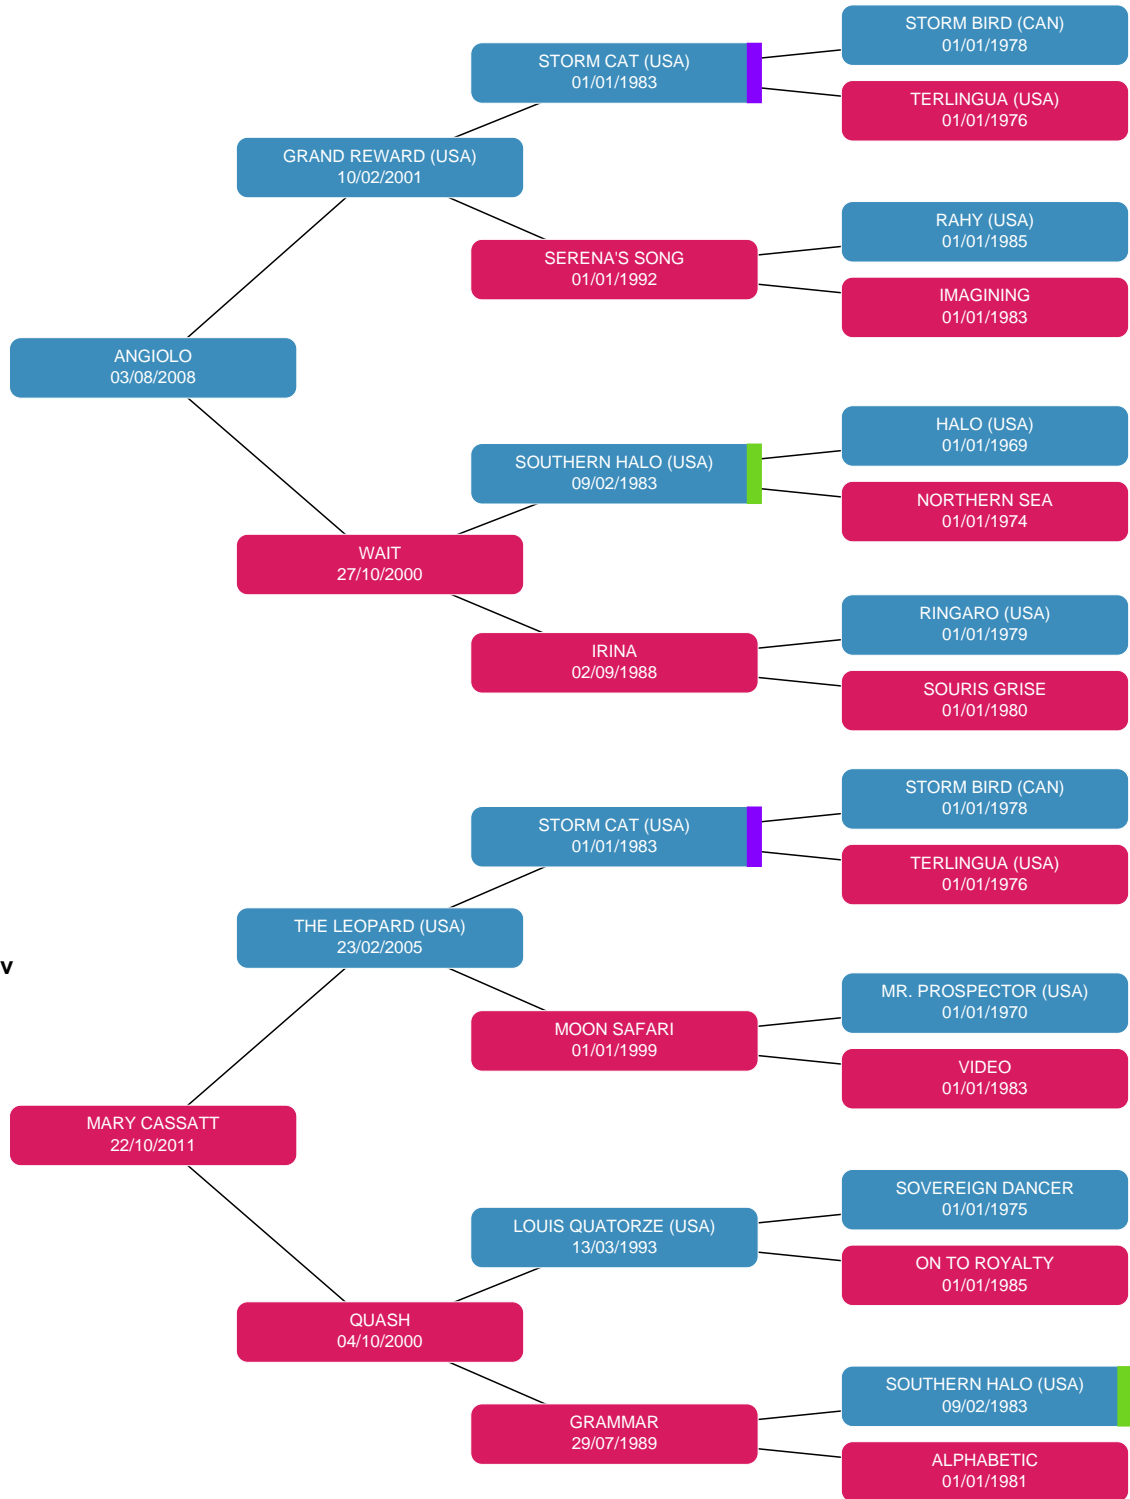 STORM BIRD (CAN)
01/01/1978
STORM CAT (USA)
01/01/1983
TERLINGUA (USA)
01/01/1976
GRAND REWARD (USA)
10/02/2001
RAHY (USA)
01/01/1985
SERENA'S SONG
01/01/1992
IMAGINING
01/01/1983
ANGIOLO
03/08/2008
HALO (USA)
01/01/1969
SOUTHERN HALO (USA)
09/02/1983
NORTHERN SEA
01/01/1974
WAIT
27/10/2000
RINGARO (USA)
01/01/1979
IRINA
02/09/1988
SOURIS GRISE
01/01/1980
STORM BIRD (CAN)
01/01/1978
STORM CAT (USA)
01/01/1983
TERLINGUA (USA)
01/01/1976
THE LEOPARD (USA)
23/02/2005
v
MR. PROSPECTOR (USA)
01/01/1970
MOON SAFARI
01/01/1999
VIDEO
01/01/1983
MARY CASSATT
22/10/2011
SOVEREIGN DANCER
01/01/1975
LOUIS QUATORZE (USA)
13/03/1993
ON TO ROYALTY
01/01/1985
QUASH
04/10/2000
SOUTHERN HALO (USA)
09/02/1983
GRAMMAR
29/07/1989
ALPHABETIC
01/01/1981